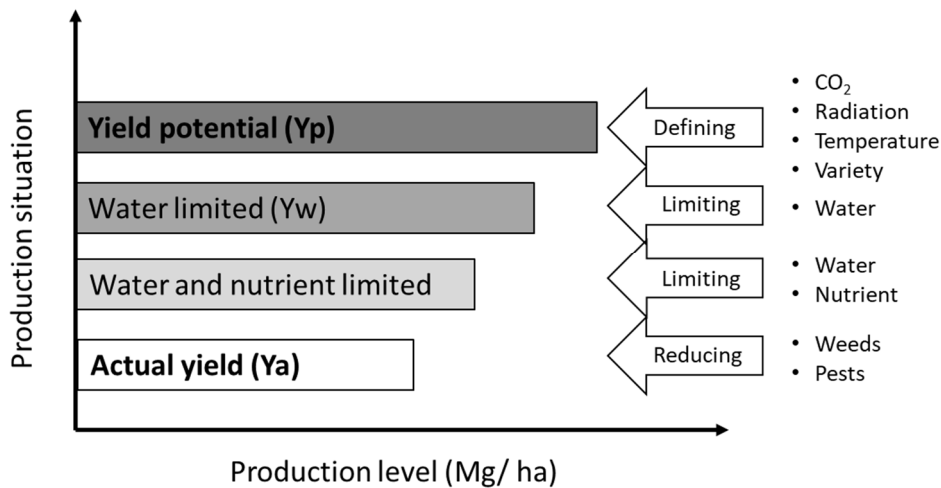 Production situation
Yield potential (Yp)
Water limited (Yw)
Water and nutrient limited
Actual yield (Ya)
Defining
Limiting
Limiting
Reducing
• CO₂
• Radiation
• Temperature
• Variety
• Water
• Water
• Nutrient
• Weeds
• Pests
Production level (Mg/ ha)